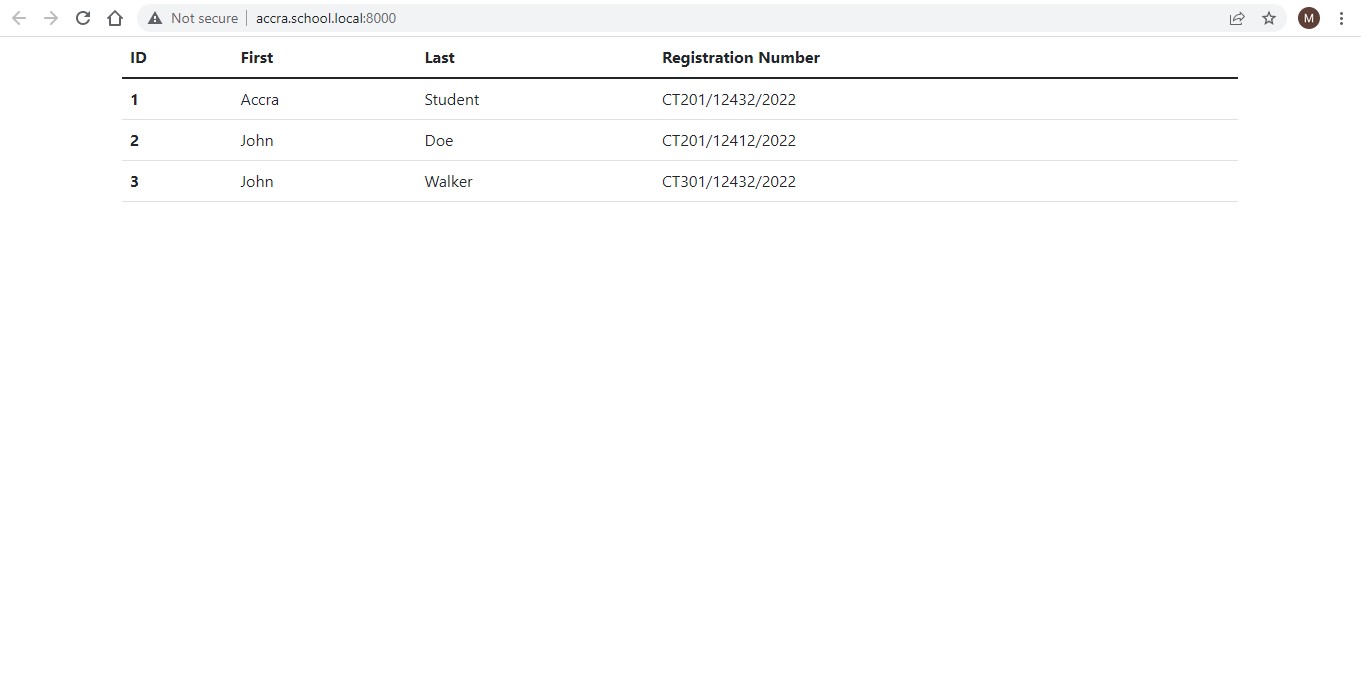 Not secure accra.school.local:8000 M
ID First Last Registration Number
1 Accra Student CT201/12432/2022
2 John Doe CT201/12412/2022
3 John Walker CT301/12432/2022